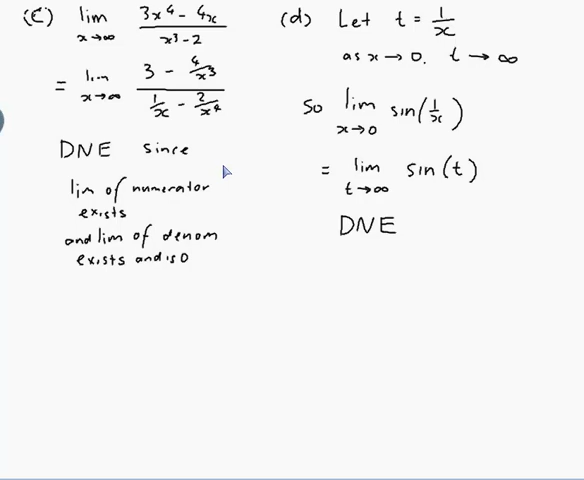 (c) lim x→∞ (3x⁴ - 4x)/(x³ - 2)
= lim x→∞ (3 - 4/x³)/(1/x - 2/x⁴)
DNE since
lim of numerator
exists
and lim of denom
exists and is 0
(d) Let t = 1/x
as x → 0. t → ∞
So lim x→0 sin(1/x)
= lim t→∞ sin(t)
DNE